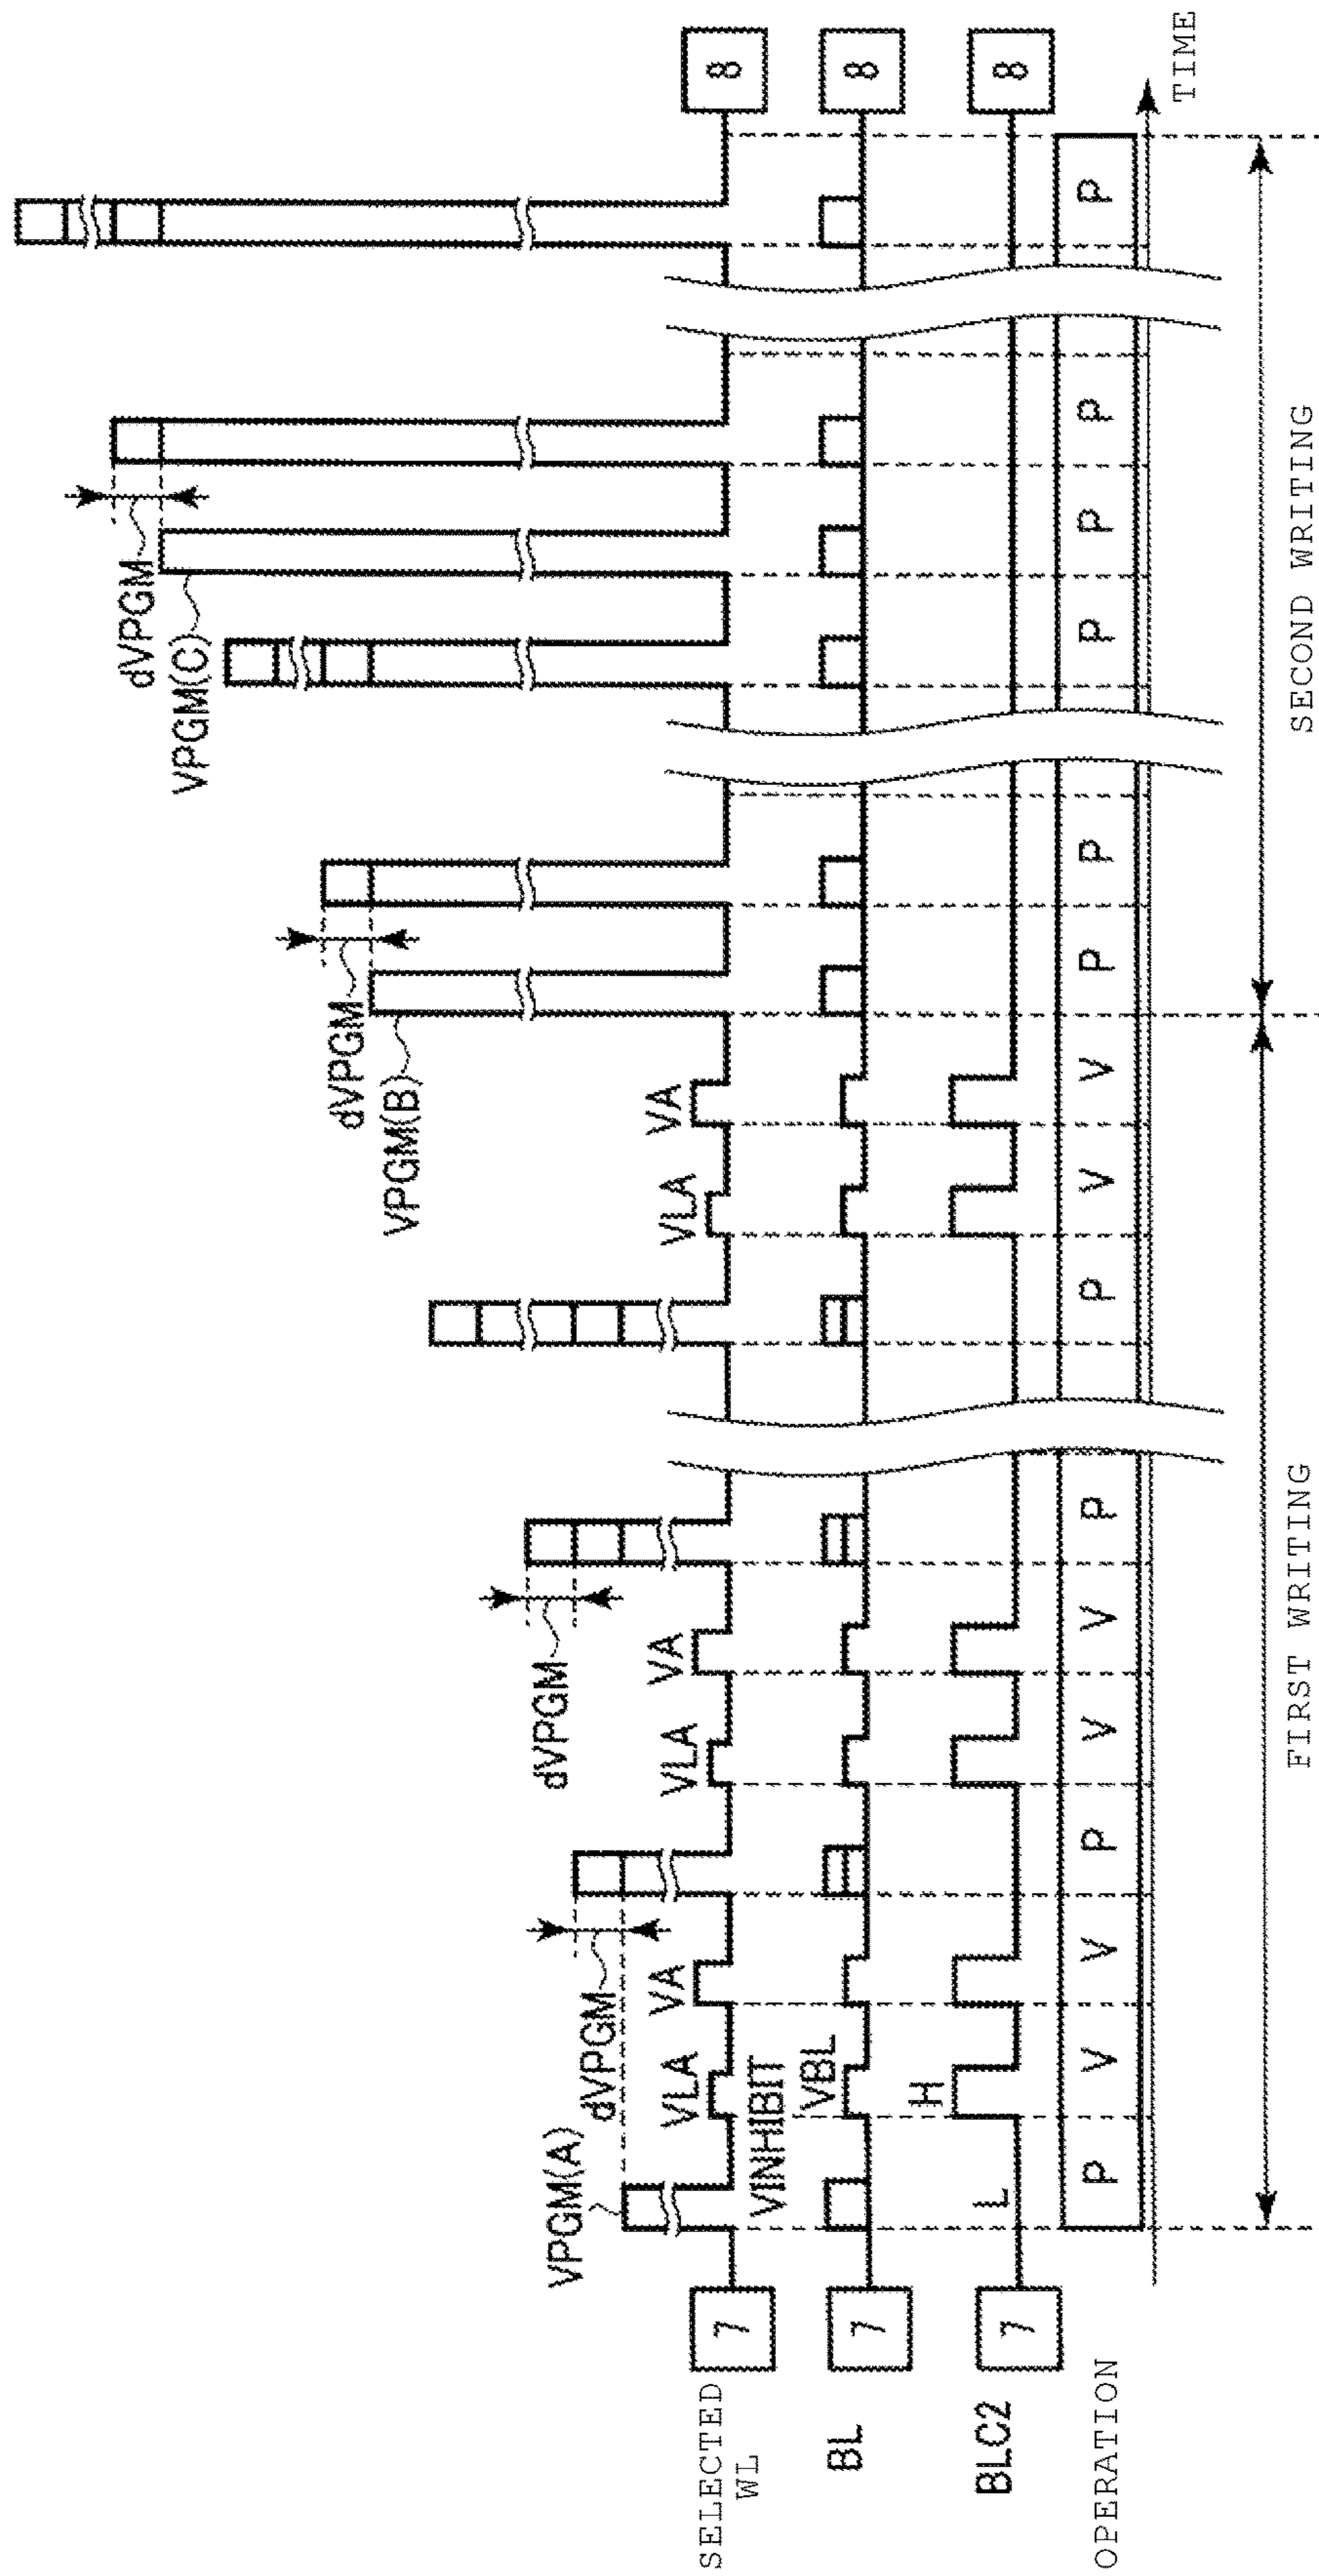 VPGM(C)
dVPGM
VPGM(B)
dVPGM
VPGM(A)
dVPGM
dVPGM
SELECTED
WL
7
VLA
VA
VLA
VA
VLA
VA
8
VINHIBIT
BL
7
VBL
8
BLC2
7
L
H
8
OPERATION
P V V P V V P P V V P P P P P P
TIME
FIRST WRITING
SECOND WRITING